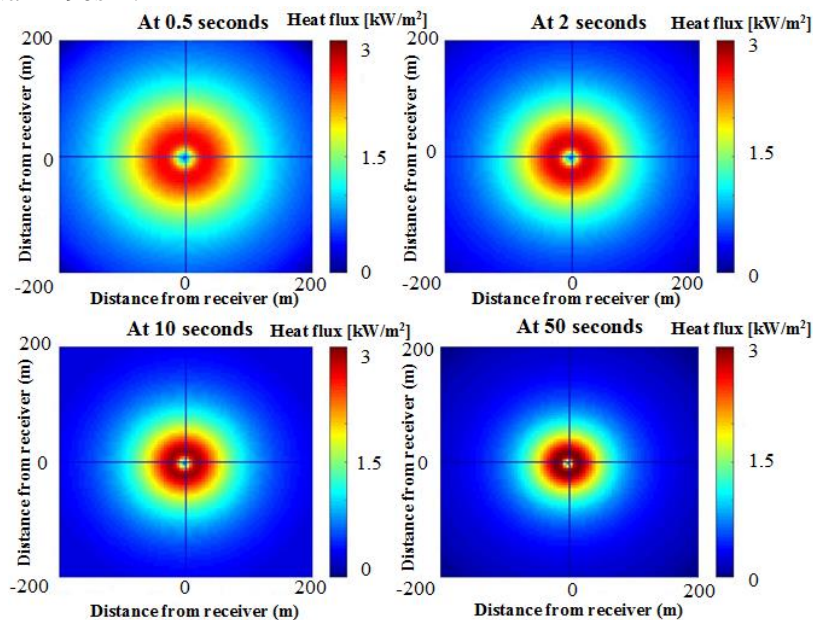 At 0.5 seconds
Heat flux [kW/m²]
200
0
-200
Distance from receiver (m)
0
200
Distance from receiver (m)
3
1.5
0
At 2 seconds
Heat flux [kW/m²]
200
0
-200
Distance from receiver (m)
0
200
Distance from receiver (m)
3
1.5
0
At 10 seconds
Heat flux [kW/m²]
200
0
-200
Distance from receiver (m)
0
200
Distance from receiver (m)
3
1.5
0
At 50 seconds
Heat flux [kW/m²]
200
0
-200
Distance from receiver (m)
0
200
Distance from receiver (m)
3
1.5
0